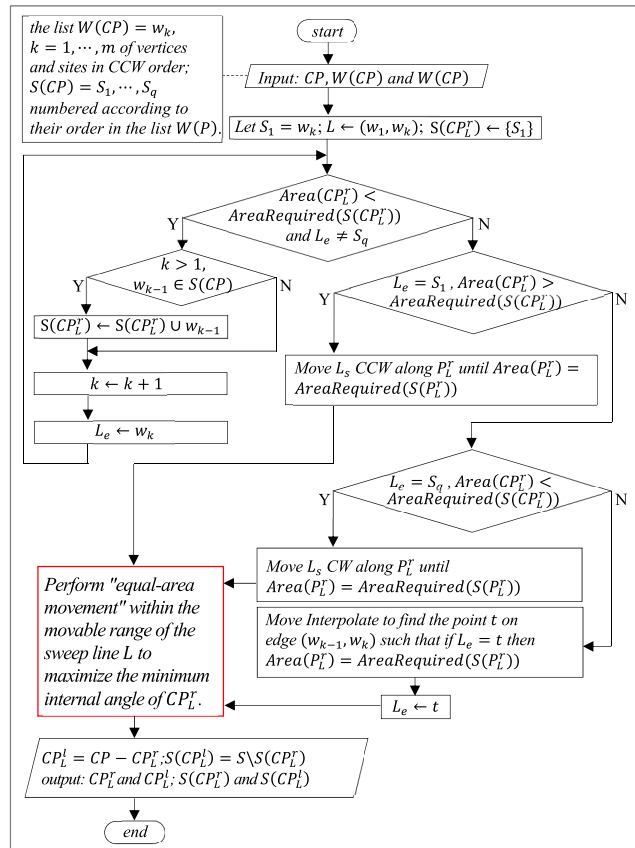 the list W(CP) = w_k,
k = 1, ⋯, m of vertices
and sites in CCW order;
S(CP) = S_1, ⋯, S_q
numbered according to
their order in the list W(P).
start
Input: CP, W(CP) and W(CP)
Let S_1 = w_k; L ← (w_1, w_k); S(CP_L^r) ← {S_1}
Area(CP_L^r) <
AreaRequired(S(CP_L^r))
and L_e ≠ S_q
Y
N
k > 1,
w_{k-1} ∈ S(CP)
Y
N
S(CP_L^r) ← S(CP_L^r) ∪ w_{k-1}
k ← k + 1
L_e ← w_k
L_e = S_1 , Area(CP_L^r) >
AreaRequired(S(CP_L^r))
Y
N
Move L_s CCW along P_L^r until Area(P_L^r) =
AreaRequired(S(P_L^r))
L_e = S_q , Area(CP_L^r) <
AreaRequired(S(CP_L^r))
Y
N
Move L_s CW along P_L^r until
Area(P_L^r) = AreaRequired(S(P_L^r))
Move Interpolate to find the point t on
edge (w_{k-1}, w_k) such that if L_e = t then
Area(P_L^r) = AreaRequired(S(P_L^r))
L_e ← t
Perform "equal-area
movement" within the
movable range of the
sweep line L to
maximize the minimum
internal angle of CP_L^r.
CP_L^l = CP − CP_L^r; S(CP_L^l) = S\S(CP_L^r)
output: CP_L^r and CP_L^l; S(CP_L^r) and S(CP_L^l)
end